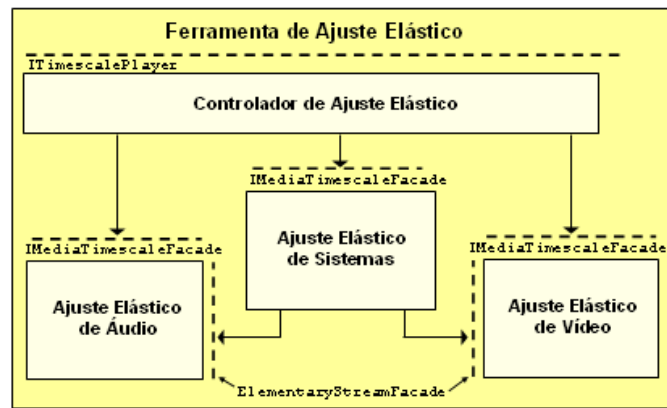 Ferramenta de Ajuste Elástico
ITimescalePlayer
Controlador de Ajuste Elástico
IMediaTimescaleFacade
Ajuste Elástico
de Sistemas
IMediaTimescaleFacade
Ajuste Elástico
de Áudio
IMediaTimescaleFacade
Ajuste Elástico
de Vídeo
ElementaryStreamFacade